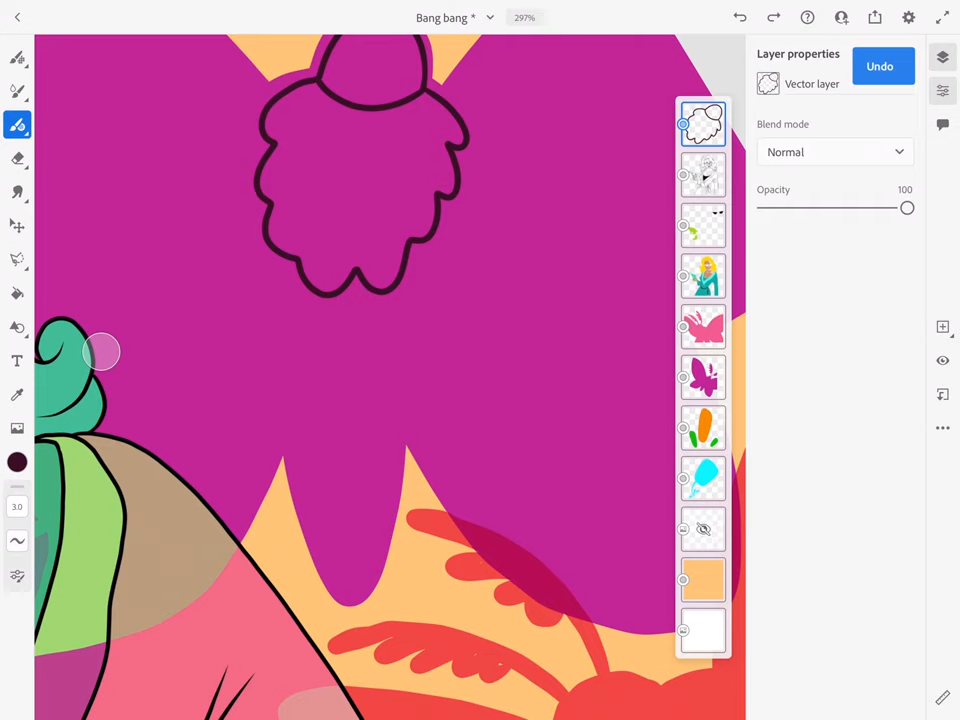 Bang bang *
297%
Layer properties
Undo
Vector layer
Blend mode
Normal
Opacity 100
T
3.0